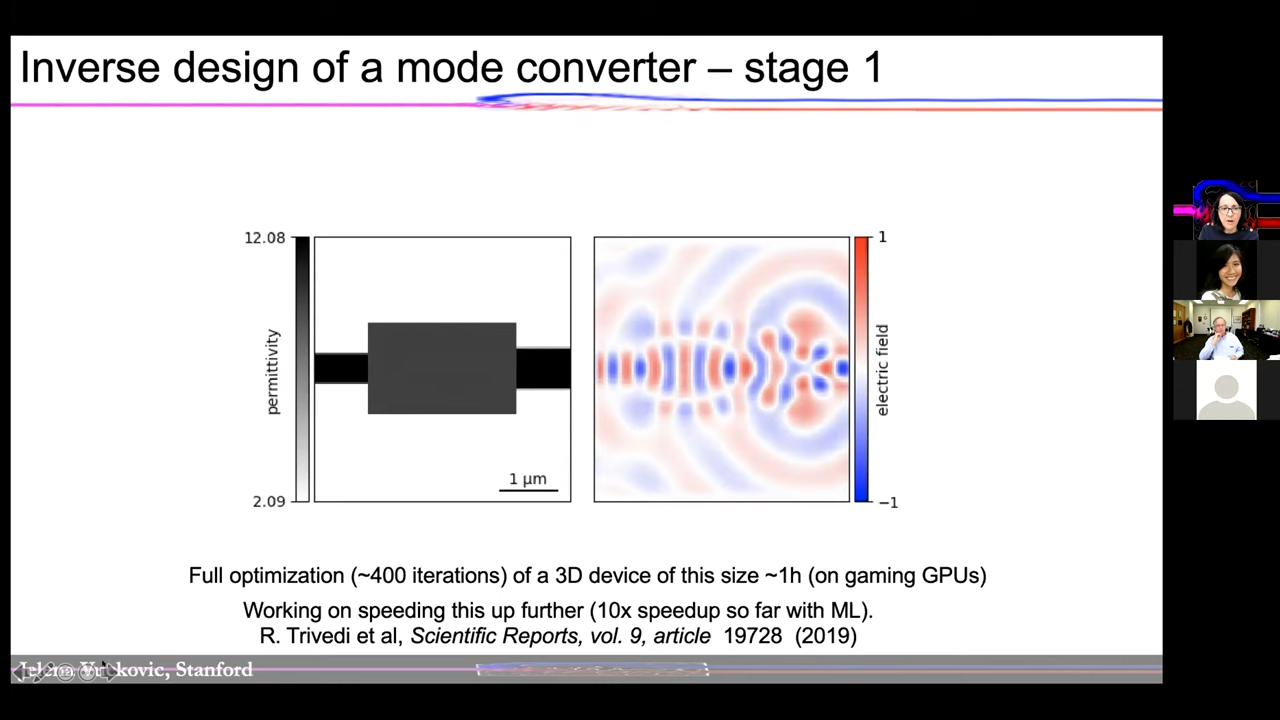 Inverse design of a mode converter – stage 1
12.08
permittivity
2.09
1 μm
1
electric field
−1
Full optimization (~400 iterations) of a 3D device of this size ~1h (on gaming GPUs)
Working on speeding this up further (10x speedup so far with ML).
R. Trivedi et al, Scientific Reports, vol. 9, article 19728 (2019)
Jelena Vuckovic, Stanford